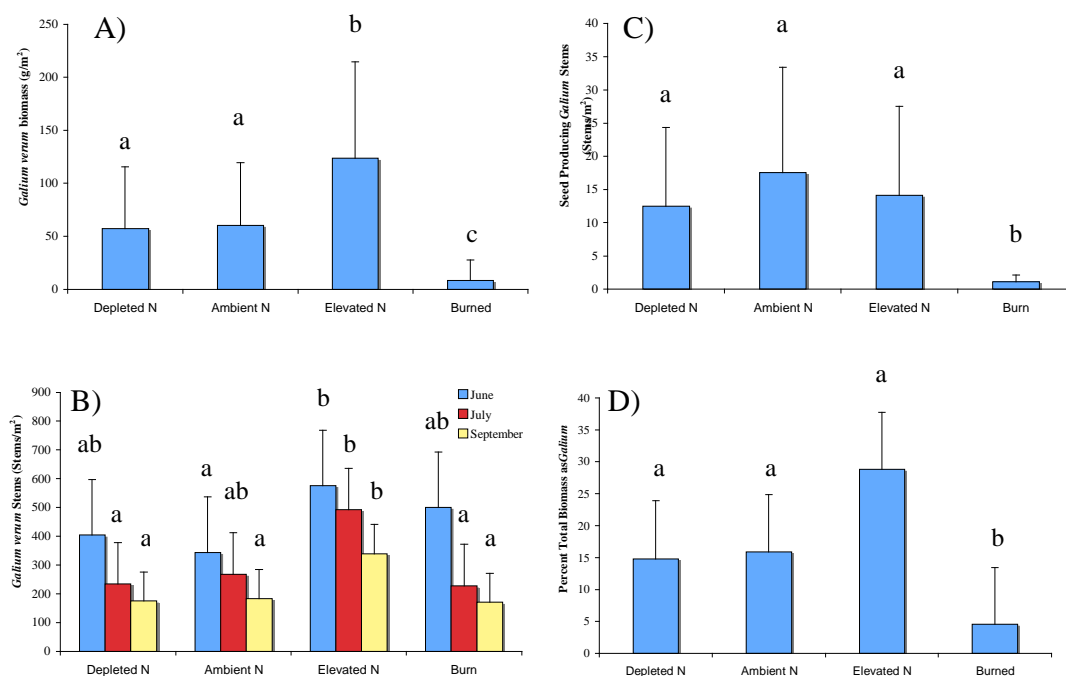 A)
Galium verum biomass (g/m²)
250
200
150
100
50
0
a
a
b
c
Depleted N
Ambient N
Elevated N
Burned
C)
Seed Producing Galium Stems
(Stems/m²)
40
35
30
25
20
15
10
5
0
a
a
a
b
Depleted N
Ambient N
Elevated N
Burn
B)
Galium verum Stems (Stems/m²)
900
800
700
600
500
400
300
200
100
0
June
July
September
ab
a
a
a
ab
a
b
b
b
ab
a
a
Depleted N
Ambient N
Elevated N
Burn
D)
Percent Total Biomass asGalium
40
35
30
25
20
15
10
5
0
a
a
a
b
Depleted N
Ambient N
Elevated N
Burned